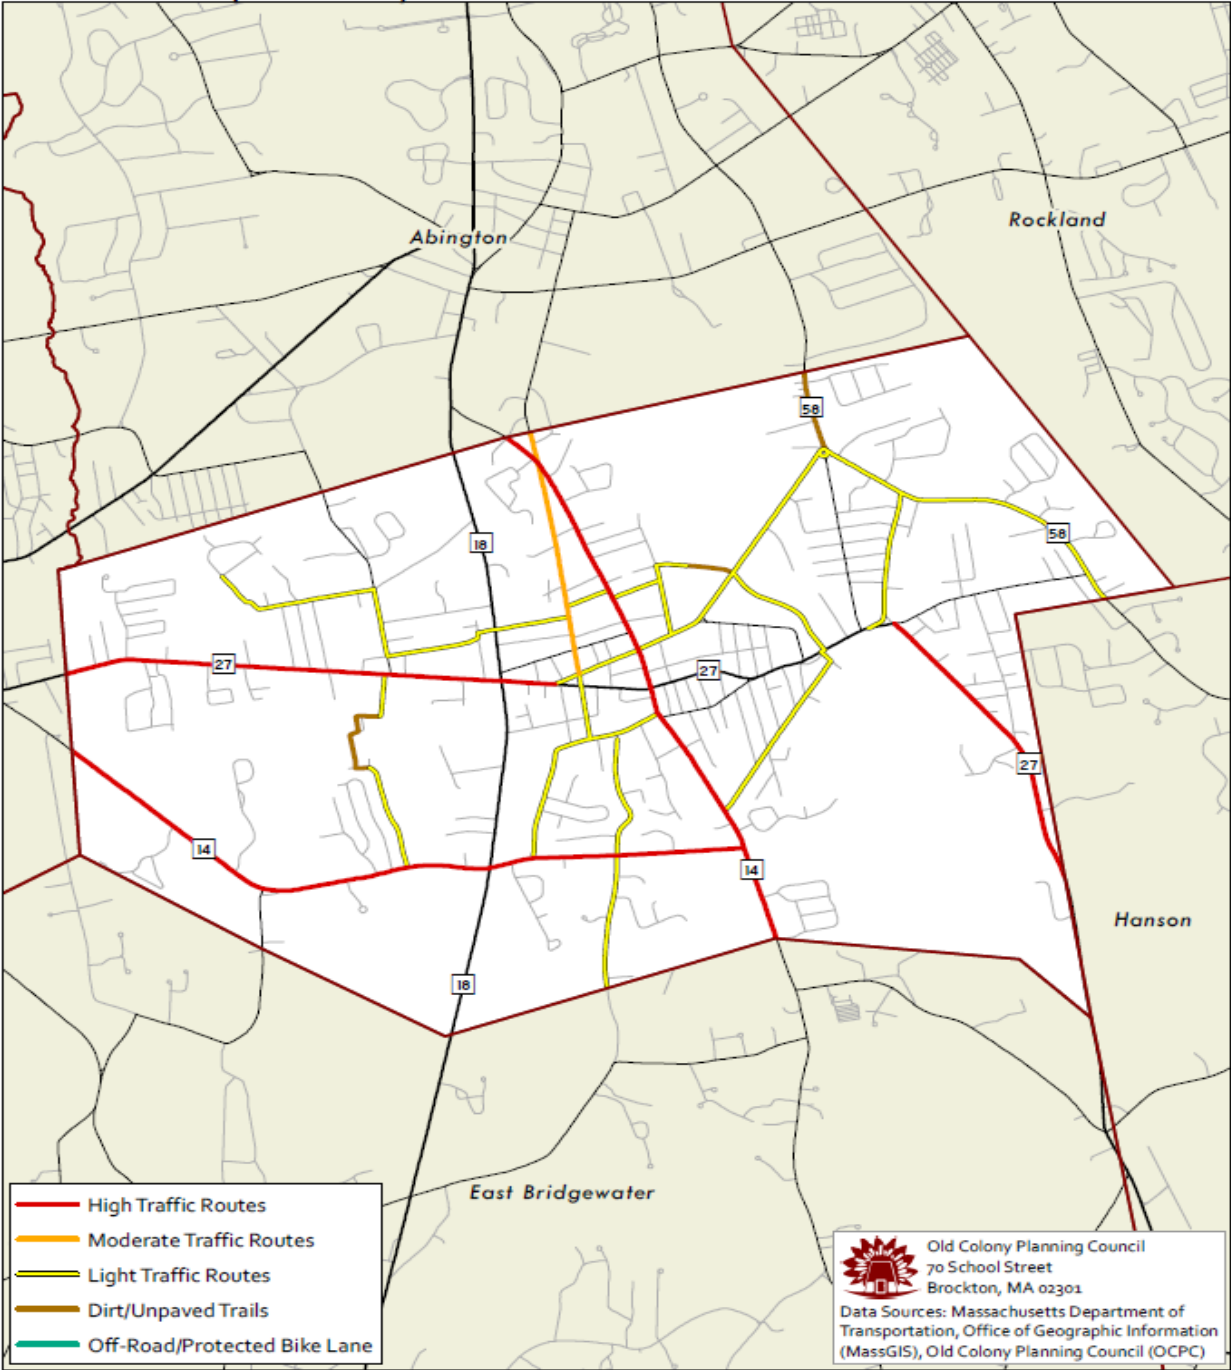 Abington
Rockland
58
18
58
27
27
27
14
14
Hanson
18
East Bridgewater
High Traffic Routes
Moderate Traffic Routes
Light Traffic Routes
Dirt/Unpaved Trails
Off-Road/Protected Bike Lane
Old Colony Planning Council
70 School Street
Brockton, MA 02301
Data Sources: Massachusetts Department of
Transportation, Office of Geographic Information
(MassGIS), Old Colony Planning Council (OCPC)